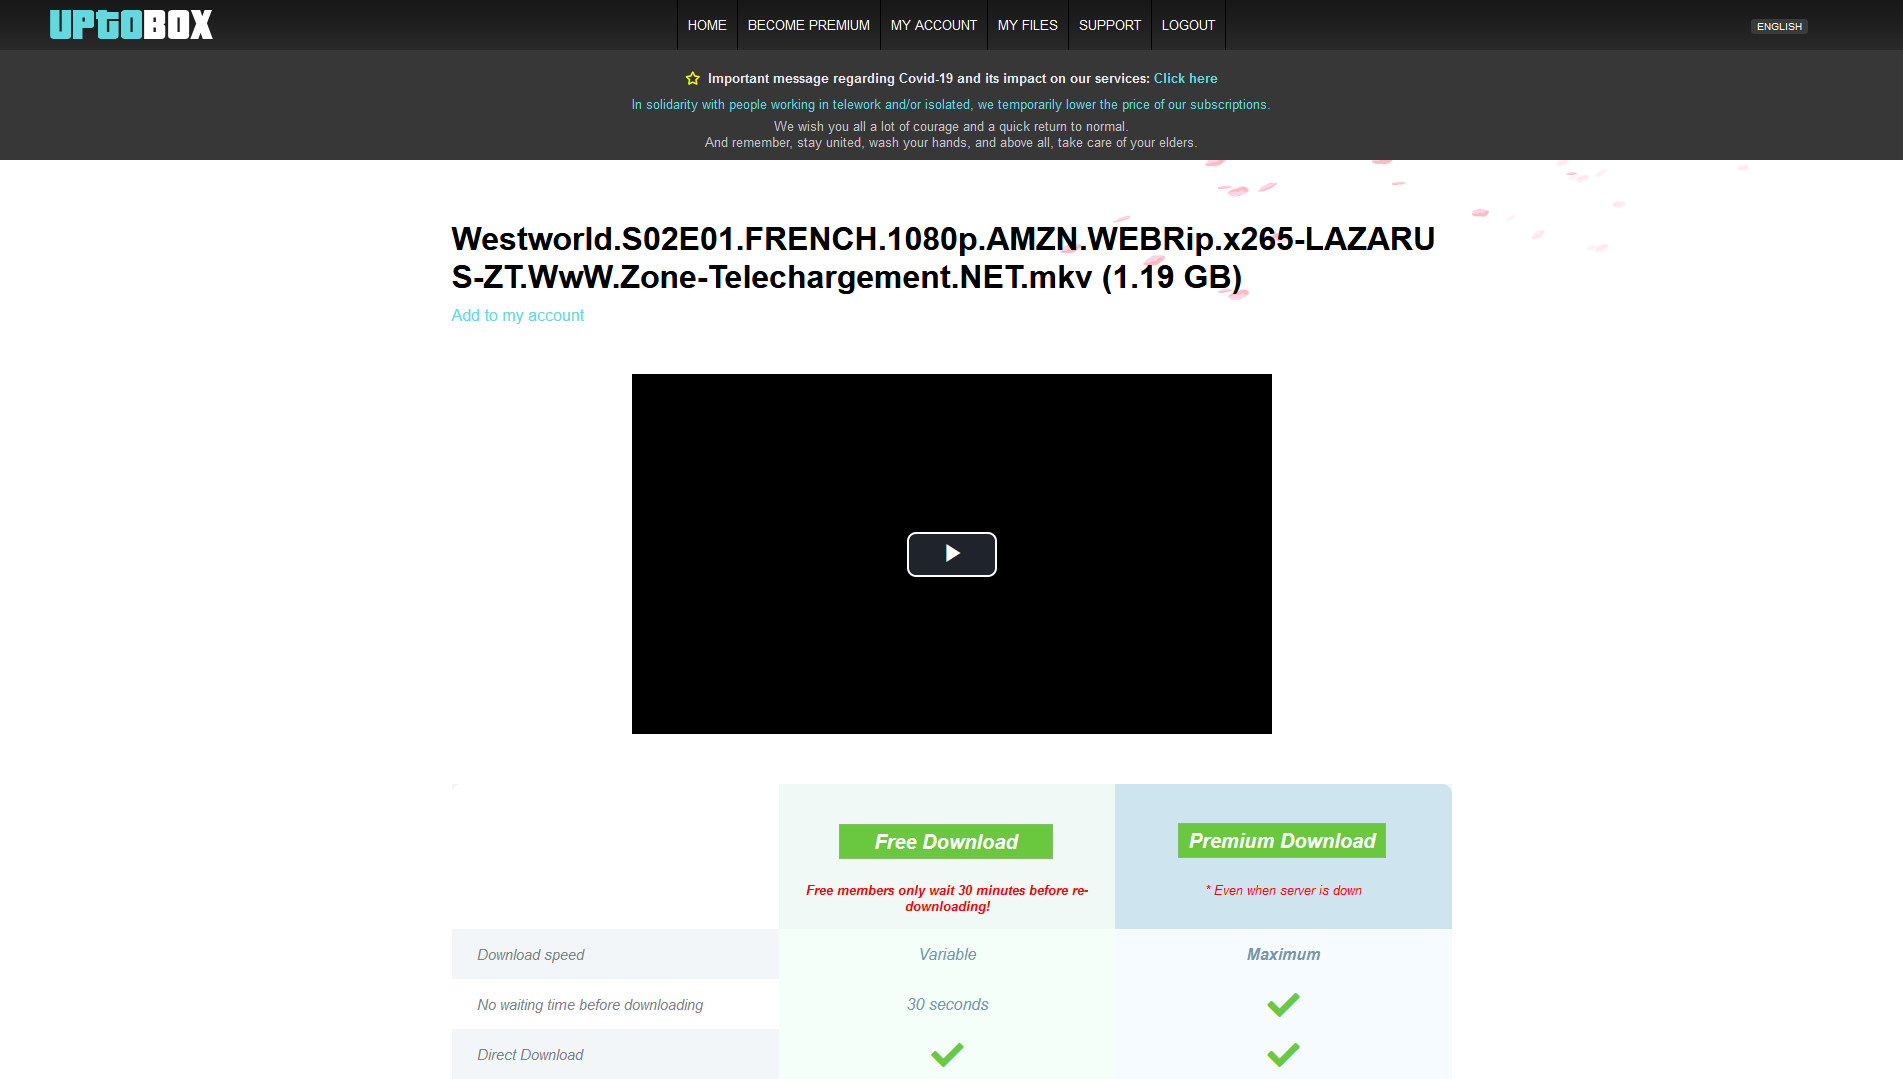 UPtOBOX
HOME
BECOME PREMIUM
MY ACCOUNT
MY FILES
SUPPORT
LOGOUT
ENGLISH
Important message regarding Covid-19 and its impact on our services: Click here
In solidarity with people working in telework and/or isolated, we temporarily lower the price of our subscriptions.
We wish you all a lot of courage and a quick return to normal.
And remember, stay united, wash your hands, and above all, take care of your elders.
Westworld.S02E01.FRENCH.1080p.AMZN.WEBRip.x265-LAZARU
S-ZT.WwW.Zone-Telechargement.NET.mkv (1.19 GB)
Add to my account
Free Download
Premium Download
Free members only wait 30 minutes before re-
downloading!
* Even when server is down
Download speed
Variable
Maximum
No waiting time before downloading
30 seconds
Direct Download